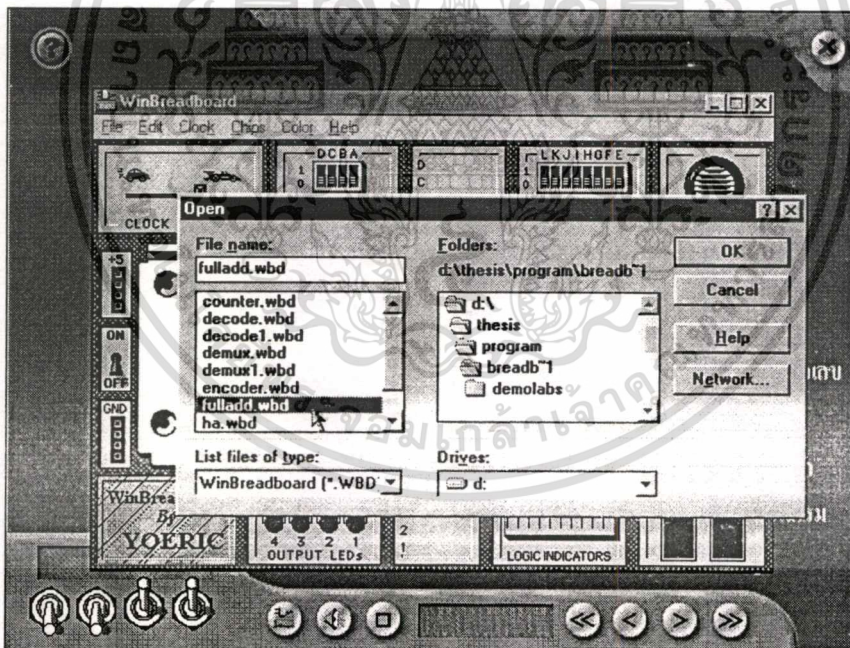 WinBreadboard
File Edit Clock Chips Color Help
DCBA
1
0
D
C
LKJIHGFE
1
0
CLOCK
Open
File name:
fulladd.wbd
counter.wbd
decode.wbd
decode1.wbd
demux.wbd
demux1.wbd
encoder.wbd
fulladd.wbd
ha.wbd
List files of type:
WinBreadboard (*.WBD
Folders:
d:\thesis\program\breadb~1
d:\
thesis
program
breadb~1
demolabs
Drives:
d:
OK
Cancel
Help
Network...
+5
ON
OFF
GND
WinBrea
By
YOERIC
4 3 2 1
OUTPUT LEDs
2
1
LOGIC INDICATORS